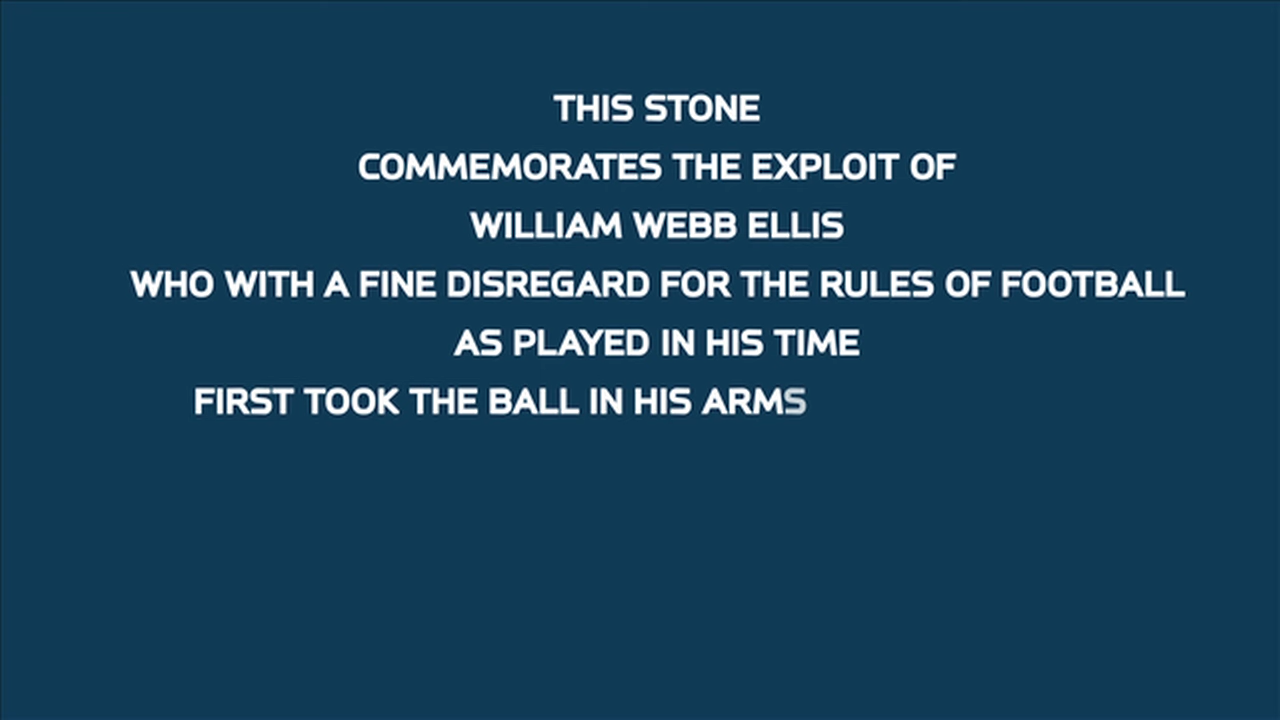 THIS STONE
COMMEMORATES THE EXPLOIT OF
WILLIAM WEBB ELLIS
WHO WITH A FINE DISREGARD FOR THE RULES OF FOOTBALL
AS PLAYED IN HIS TIME
FIRST TOOK THE BALL IN HIS ARMS